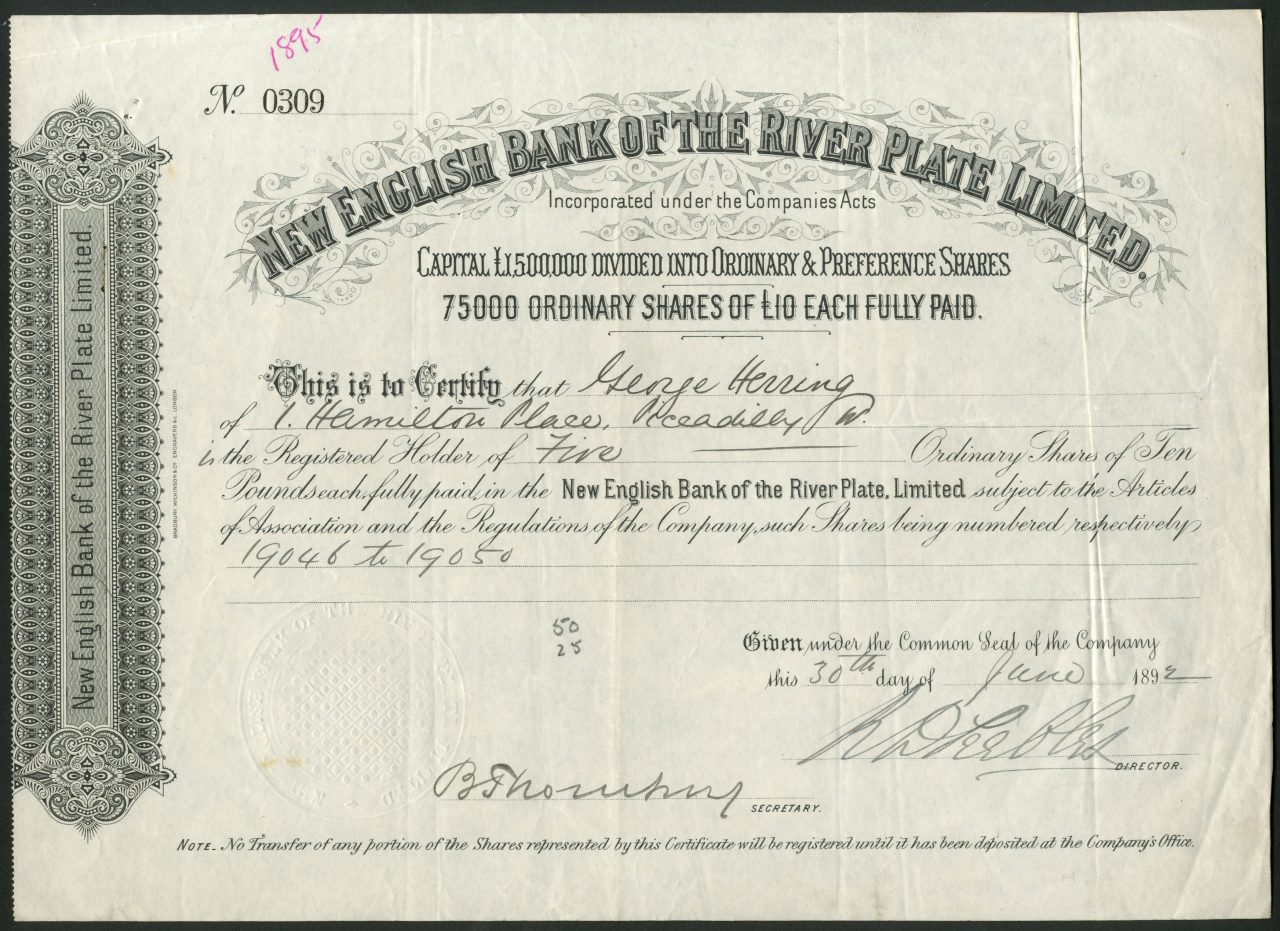 1895
No. 0309
NEW ENGLISH BANK OF THE RIVER PLATE LIMITED.
Incorporated under the Companies Acts
CAPITAL £1,500,000 DIVIDED INTO ORDINARY & PREFERENCE SHARES
75000 ORDINARY SHARES OF £10 EACH FULLY PAID.
This is to Certify that George Herring
of 1. Hamilton Place, Piccadilly W.
is the Registered Holder of Five Ordinary Shares of Ten
Pounds each, fully paid, in the New English Bank of the River Plate, Limited subject to the Articles
of Association and the Regulations of the Company, such Shares being numbered respectively
19046 to 19050
50
25
Given under the Common Seal of the Company
this 30th day of June 1892
DIRECTOR.
SECRETARY.
NOTE. No Transfer of any portion of the Shares represented by this Certificate will be registered until it has been deposited at the Company's Office.
New English Bank of the River Plate Limited.
BRADBURY, WILKINSON & Co. ENGRAVERS &c. LONDON